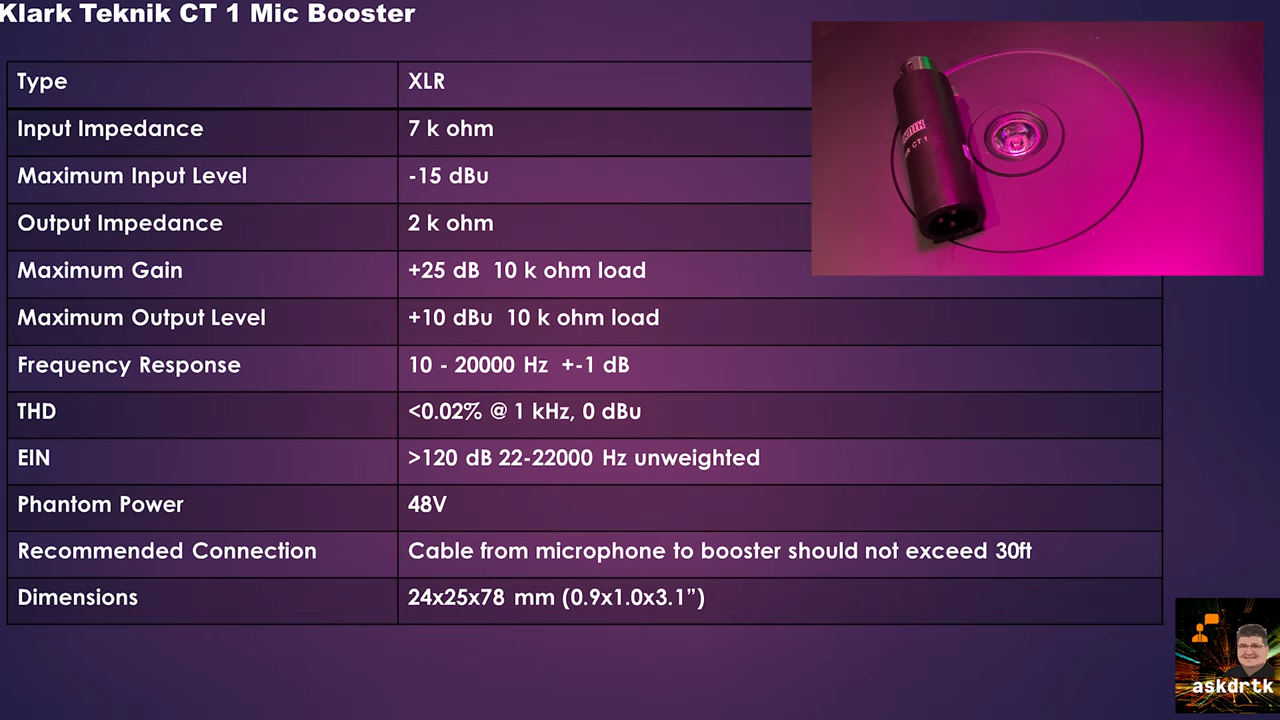 Klark Teknik CT 1 Mic Booster
Type XLR
Input Impedance 7 k ohm
Maximum Input Level -15 dBu
Output Impedance 2 k ohm
Maximum Gain +25 dB 10 k ohm load
Maximum Output Level +10 dBu 10 k ohm load
Frequency Response 10 - 20000 Hz +-1 dB
THD <0.02% @ 1 kHz, 0 dBu
EIN >120 dB 22-22000 Hz unweighted
Phantom Power 48V
Recommended Connection Cable from microphone to booster should not exceed 30ft
Dimensions 24x25x78 mm (0.9x1.0x3.1”)
CT 1
askdrtk